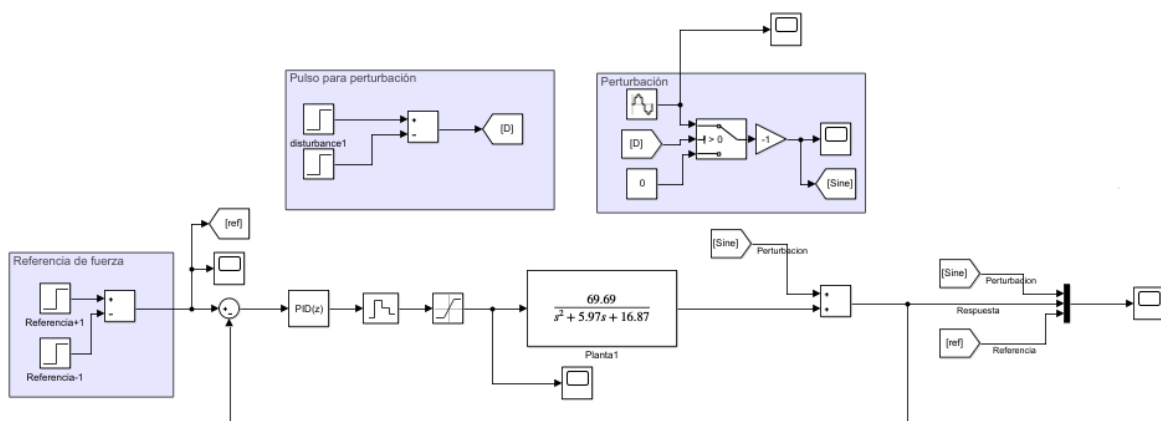 Pulso para perturbación
disturbance1
+
−
[D]
Perturbación
[D]
> 0
0
-1
[Sine]
[ref]
Referencia de fuerza
Referencia+1
Referencia-1
+
−
+
−
PID(z)
69.69
s² + 5.97s + 16.87
Planta1
[Sine]
Perturbacion
+
+
[Sine]
Perturbacion
Respuesta
[ref]
Referencia